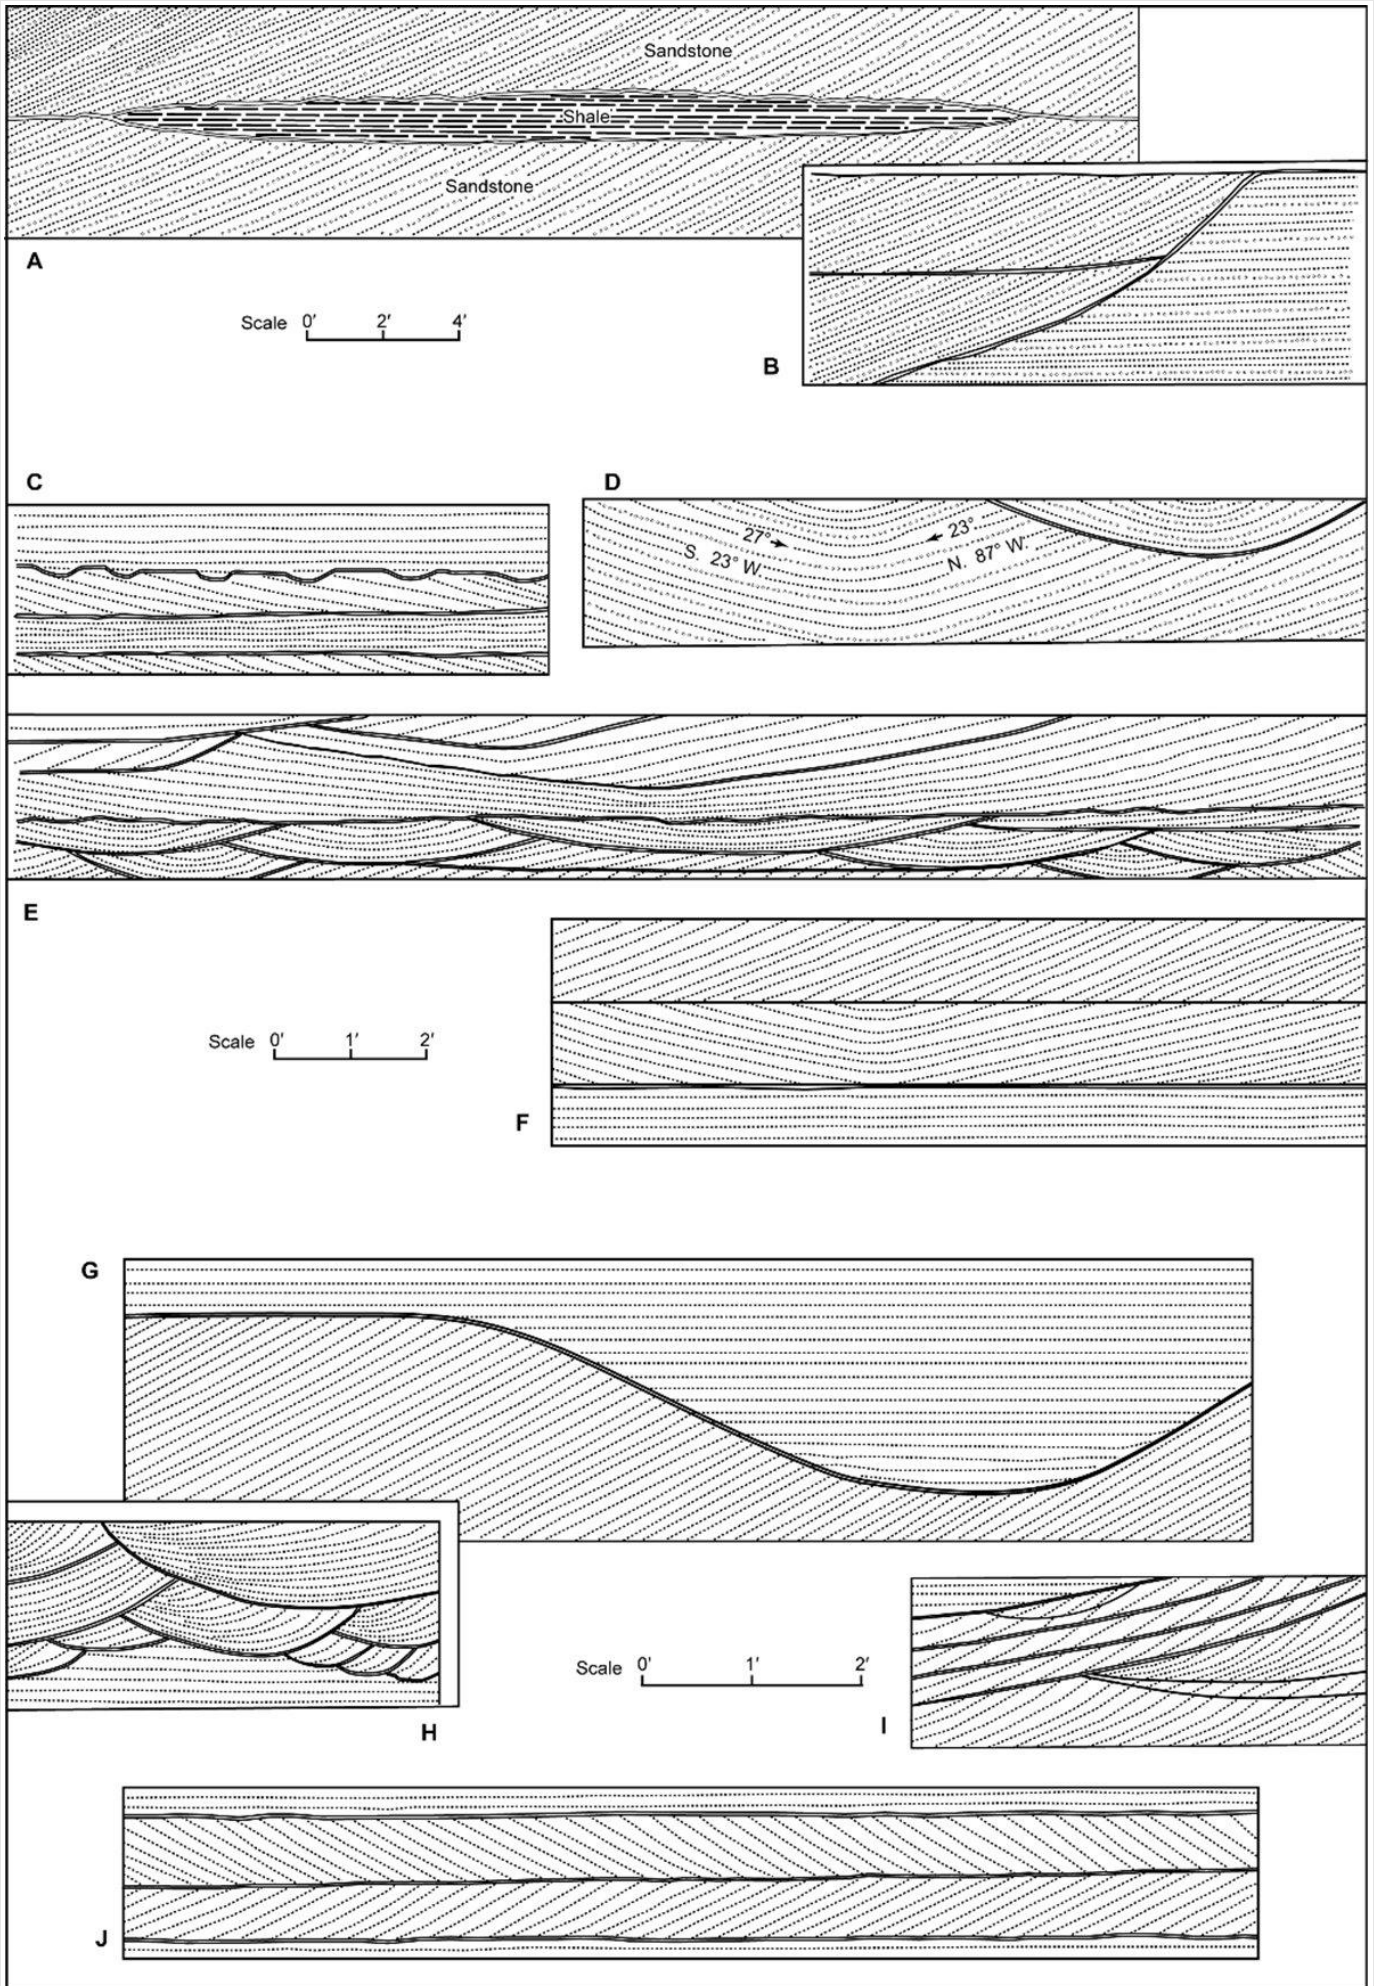 Sandstone
Shale
Sandstone
A
B
Scale 0' 2' 4'
C
D
27° 23°
S. 23° W. N. 87° W.
E
F
Scale 0' 1' 2'
G
H
Scale 0' 1' 2'
I
J